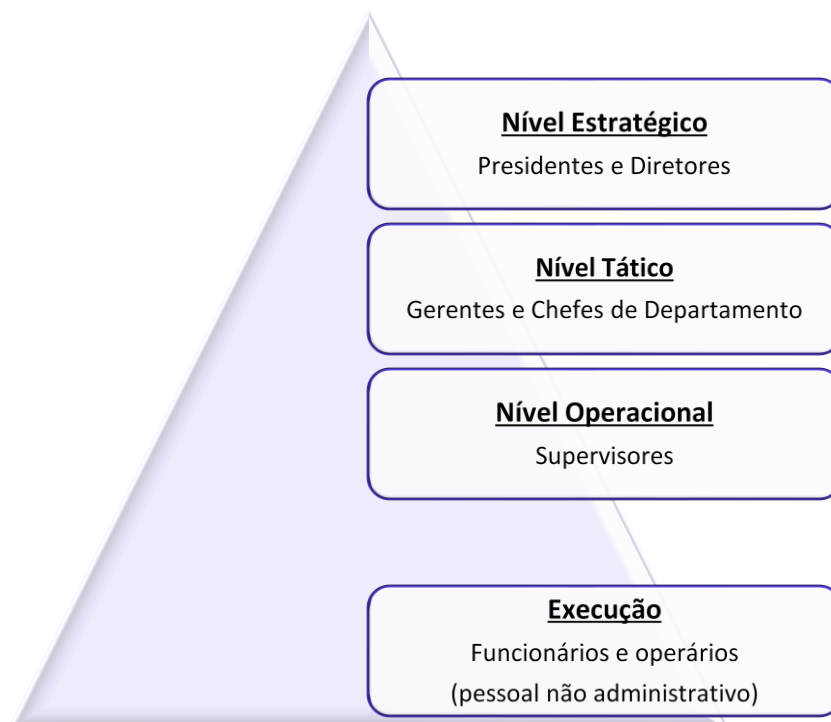 Nível Estratégico
Presidentes e Diretores
Nível Tático
Gerentes e Chefes de Departamento
Nível Operacional
Supervisores
Execução
Funcionários e operários
(pessoal não administrativo)